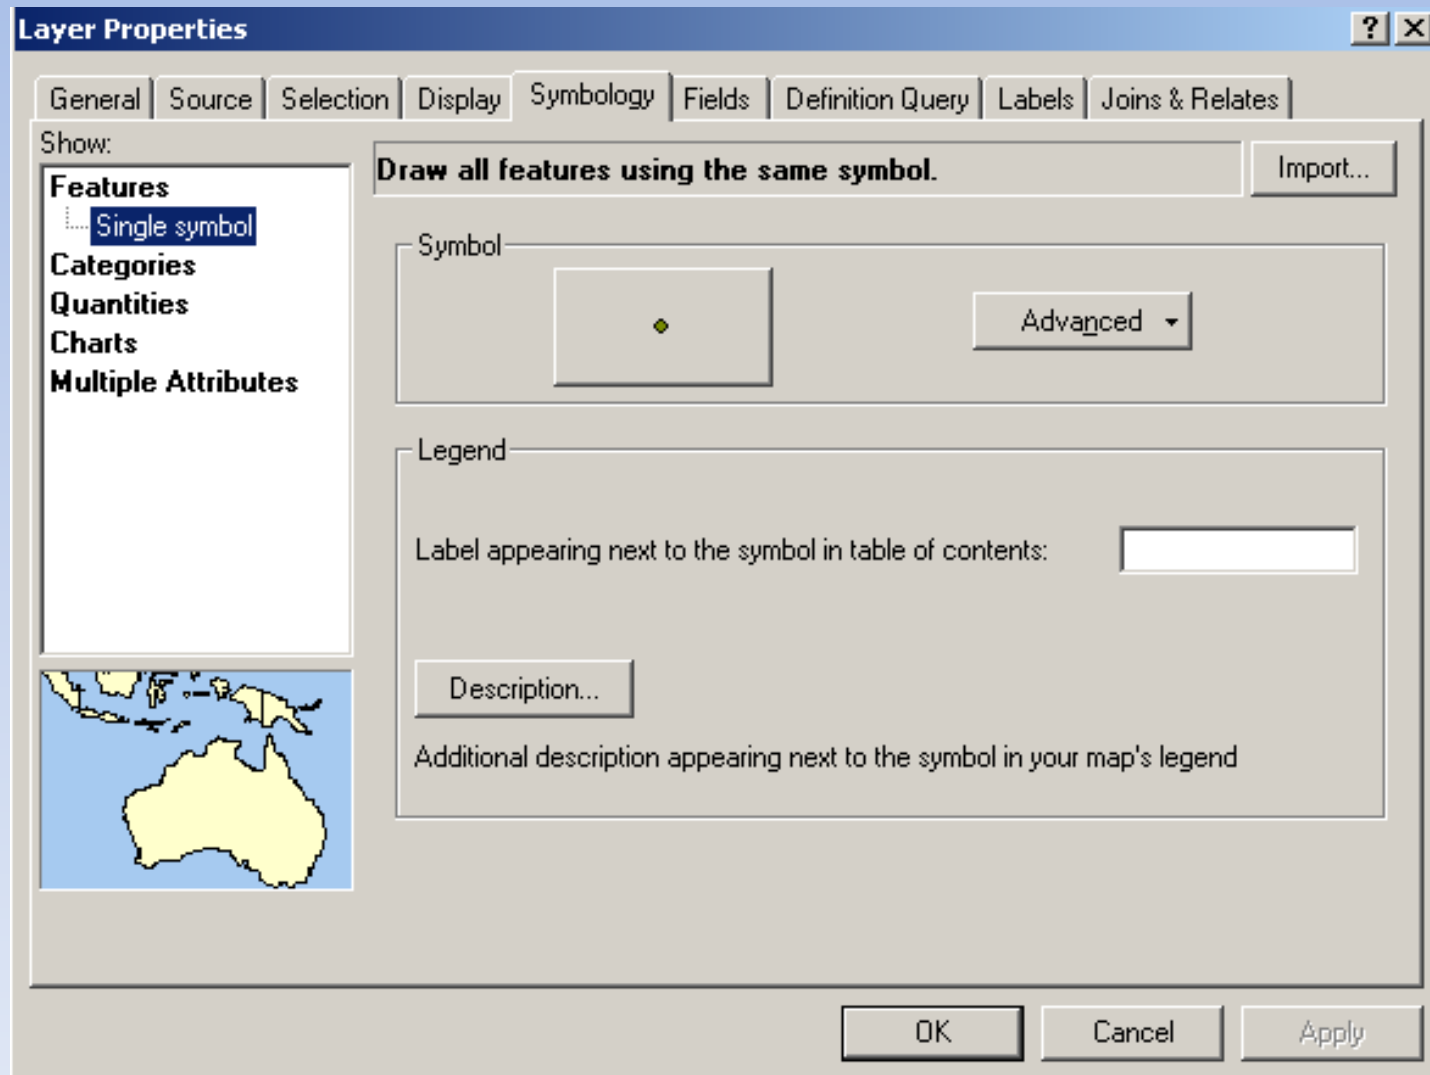 Layer Properties
General Source Selection Display Symbology Fields Definition Query Labels Joins & Relates
Show:
Features
Single symbol
Categories
Quantities
Charts
Multiple Attributes
Draw all features using the same symbol.
Import...
Symbol
Advanced
Legend
Label appearing next to the symbol in table of contents:
Description...
Additional description appearing next to the symbol in your map's legend
OK Cancel Apply